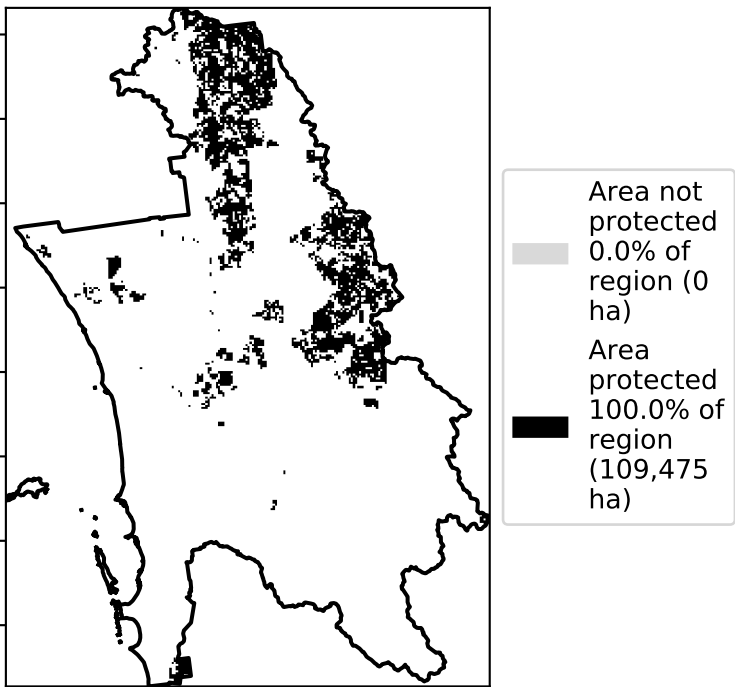 Area not
protected
0.0% of
region (0
ha)
Area
protected
100.0% of
region
(109,475
ha)